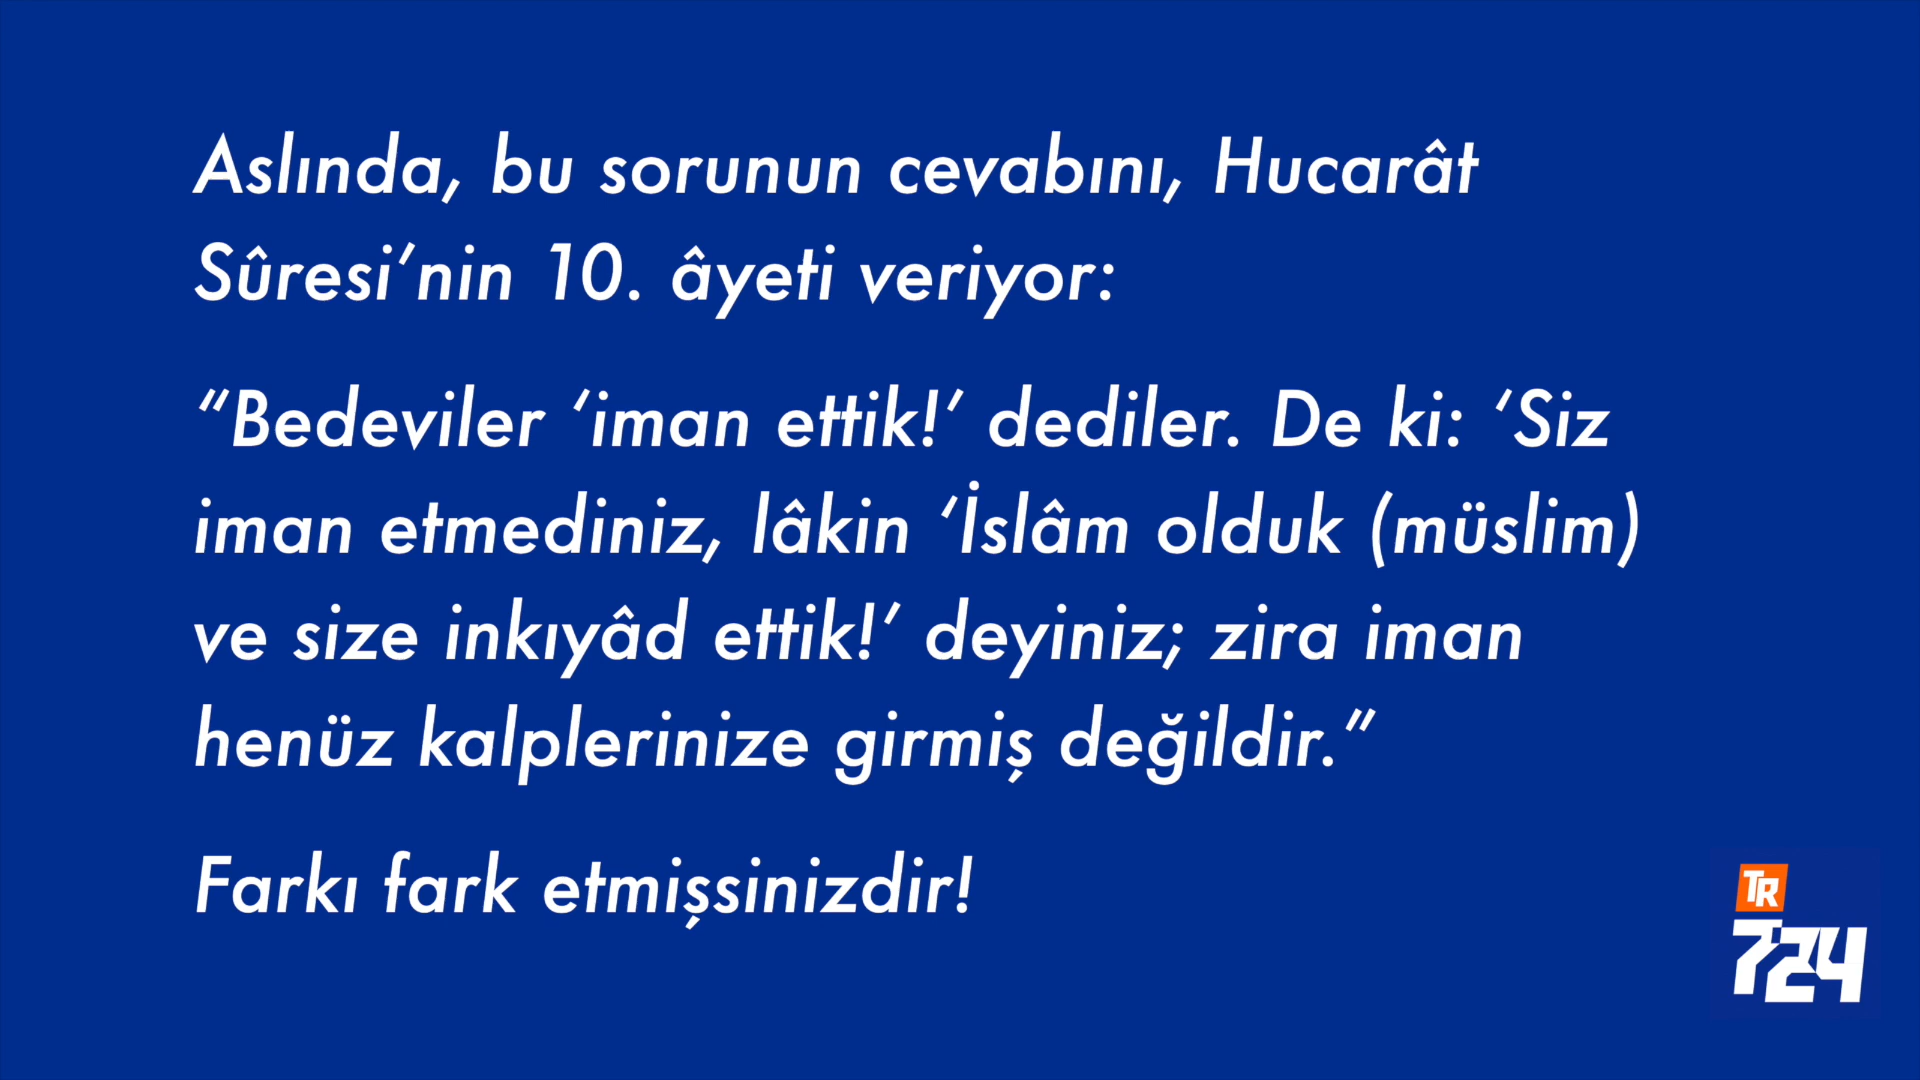 Aslında, bu sorunun cevabını, Hucarât
Sûresi’nin 10. âyeti veriyor:
“Bedeviler ‘iman ettik!’ dediler. De ki: ‘Siz
iman etmediniz, lâkin ‘İslâm olduk (müslim)
ve size inkıyâd ettik!’ deyiniz; zira iman
henüz kalplerinize girmiş değildir.”
Farkı fark etmişsinizdir!
TR
724